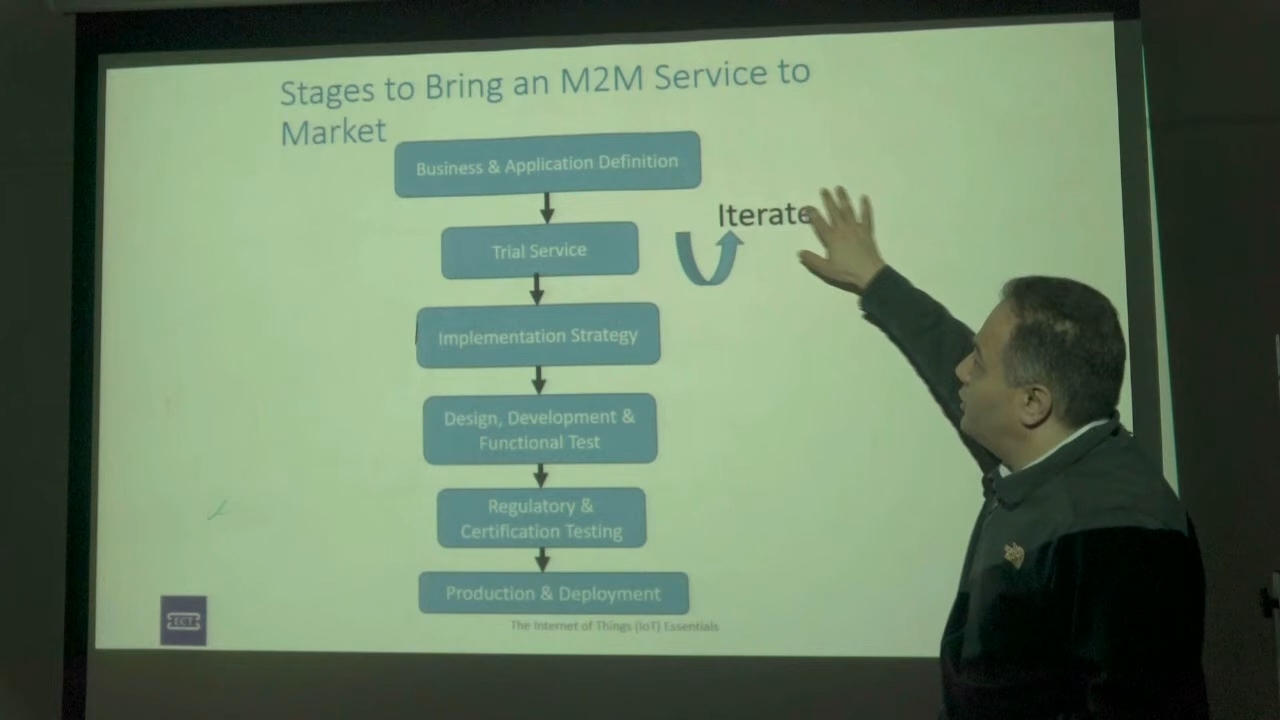 Stages to Bring an M2M Service to
Market
Business & Application Definition
Iterate
Trial Service
Implementation Strategy
Design, Development &
Functional Test
Regulatory &
Certification Testing
Production & Deployment
ECT
The Internet of Things (IoT) Essentials